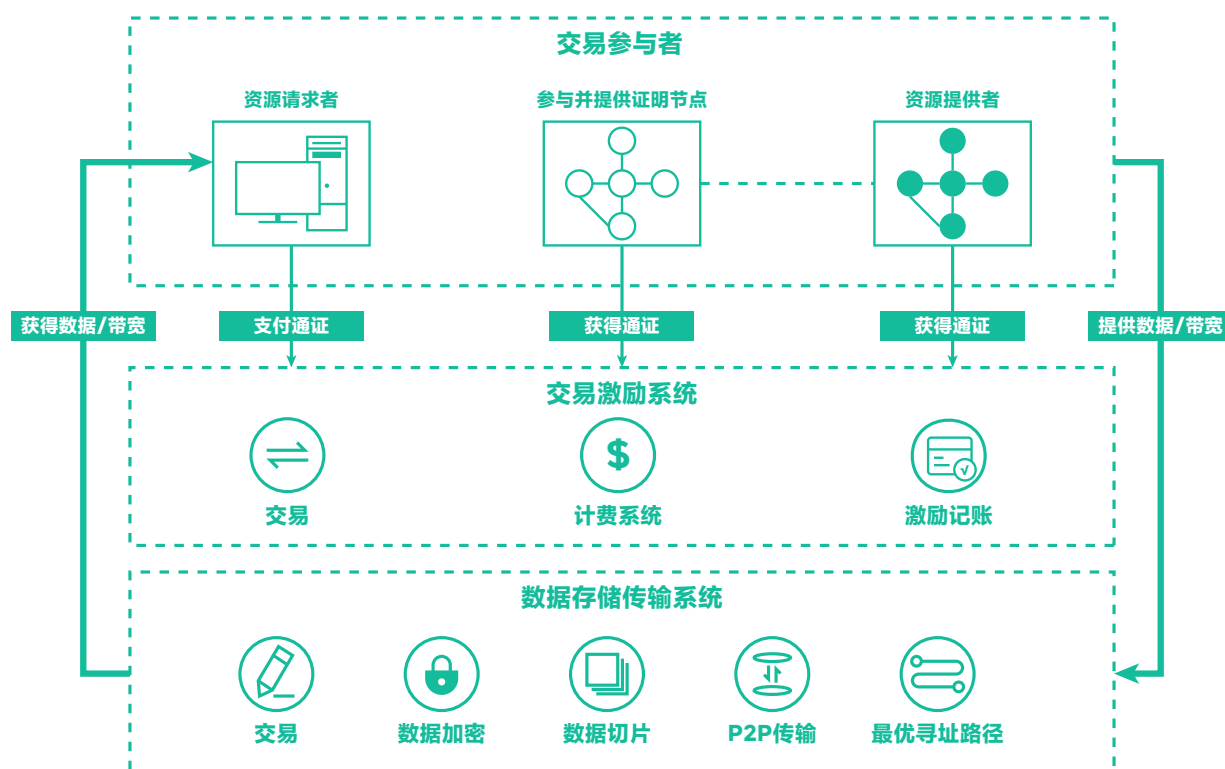 交易参与者
资源请求者
参与并提供证明节点
资源提供者
获得数据/带宽
支付通证
获得通证
获得通证
提供数据/带宽
交易激励系统
$
√
交易
计费系统
激励记账
数据存储传输系统
交易
数据加密
数据切片
P2P传输
最优寻址路径